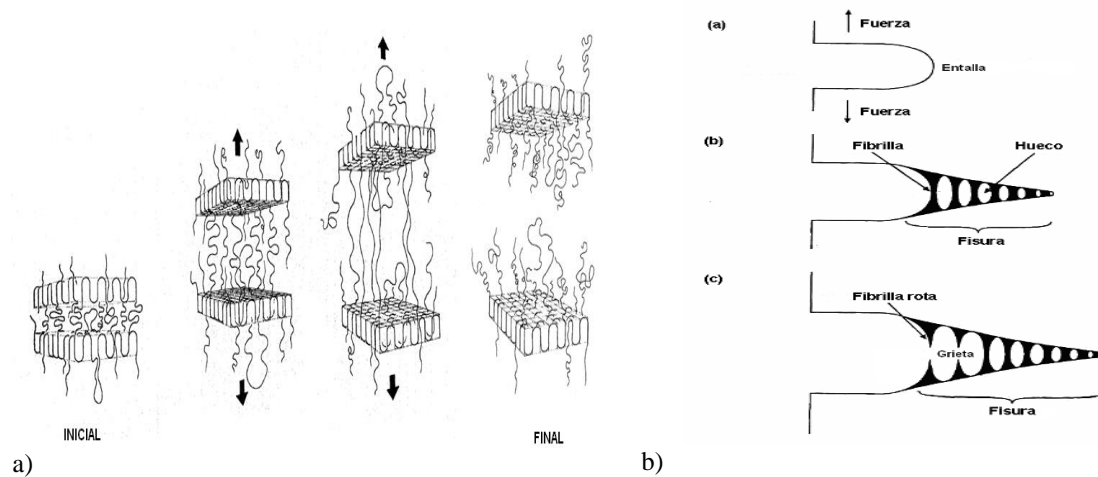 INICIAL
FINAL
a)
(a)
Fuerza
Entalla
Fuerza
(b)
Fibrilla
Hueco
Fisura
(c)
Fibrilla rota
Grieta
Fisura
b)